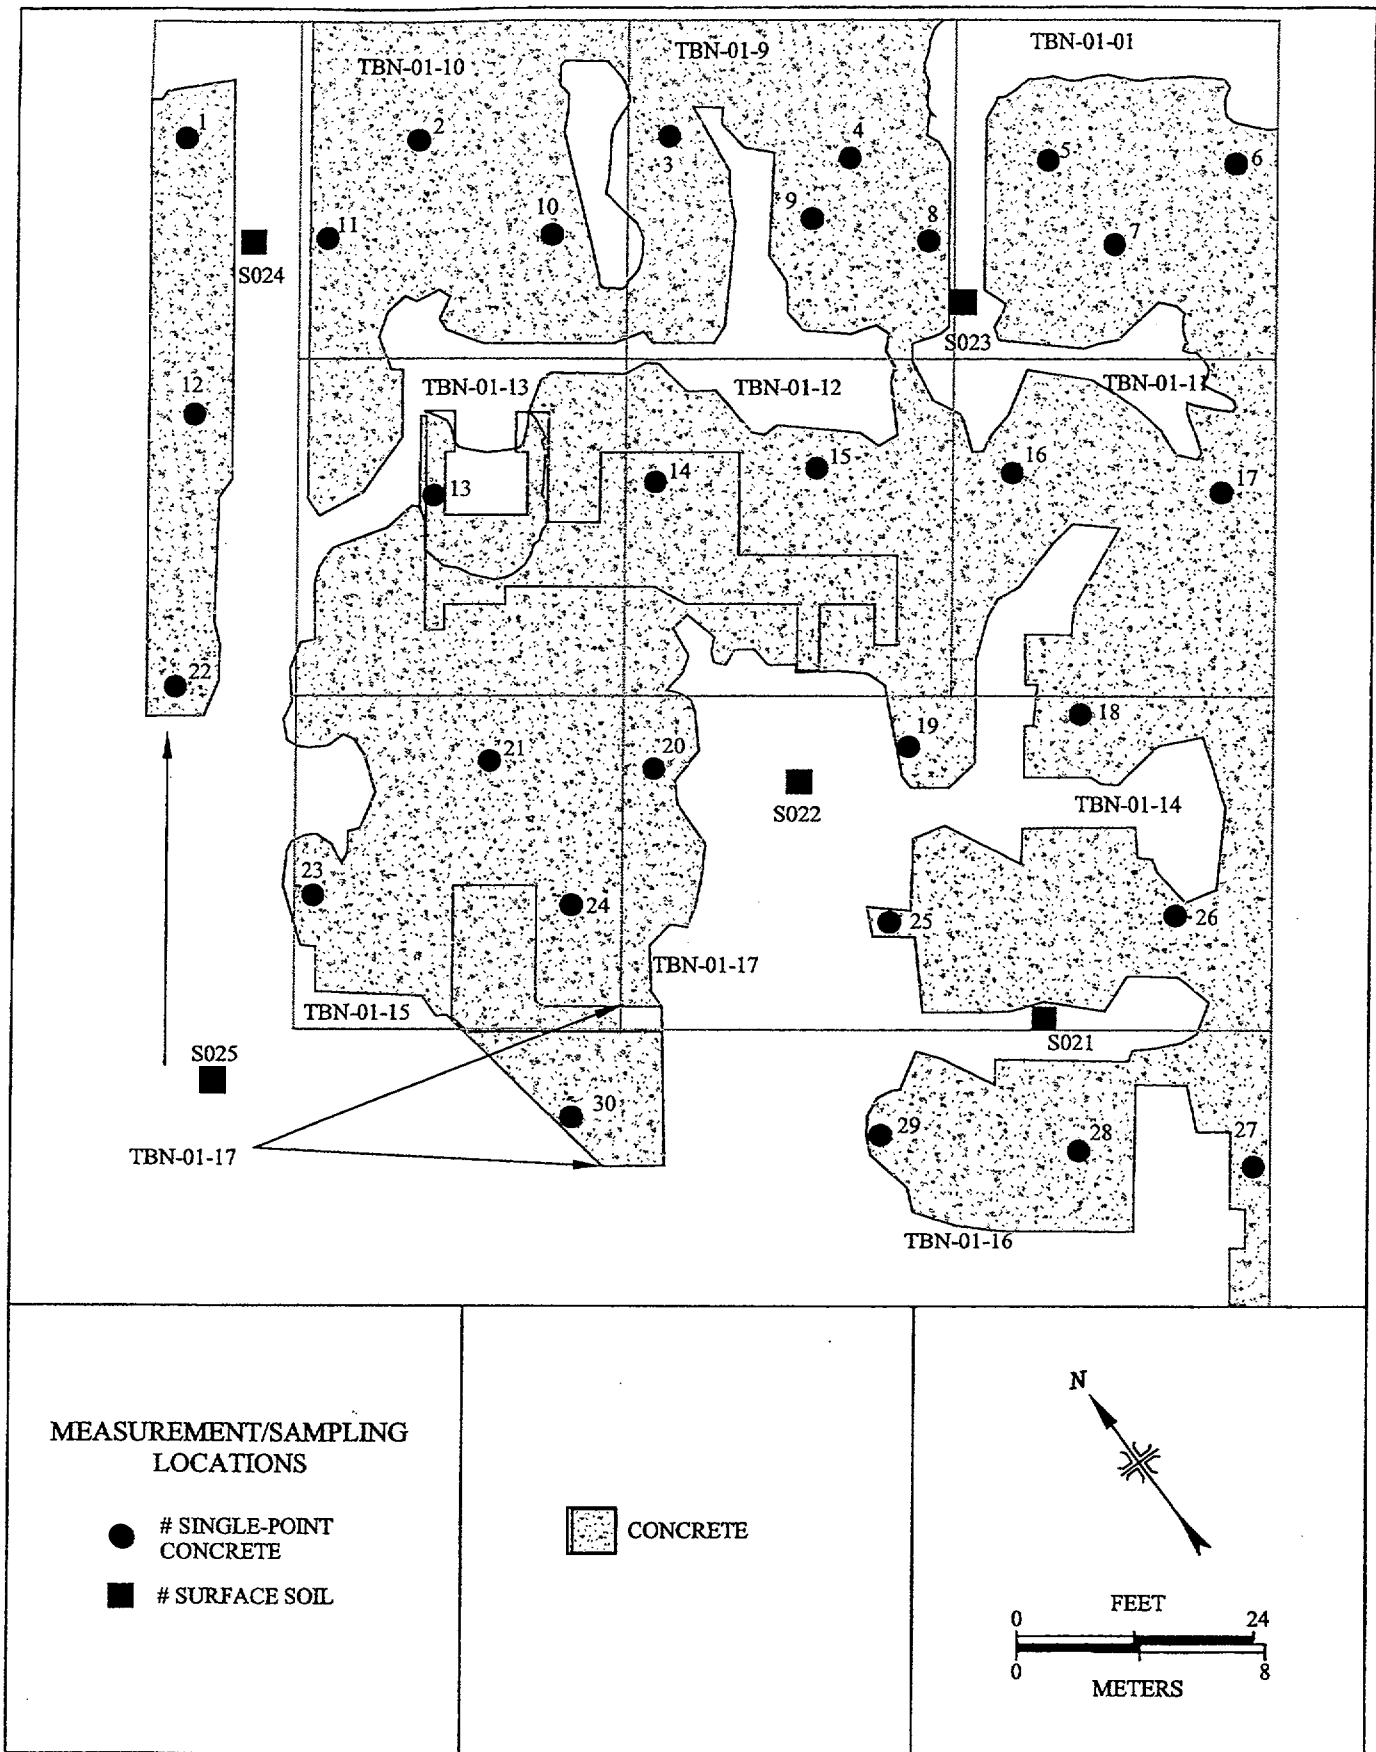 TBN-01-10
TBN-01-9
TBN-01-01
1
2
3
4
5
6
11
10
9
8
7
S024
S023
TBN-01-13
TBN-01-12
TBN-01-11
12
13
14
15
16
17
22
21
20
19
18
S022
TBN-01-14
23
24
25
26
TBN-01-17
TBN-01-15
S025
S021
30
29
28
27
TBN-01-17
TBN-01-16
MEASUREMENT/SAMPLING
LOCATIONS
# SINGLE-POINT
CONCRETE
# SURFACE SOIL
CONCRETE
N
FEET
0 24
0 8
METERS